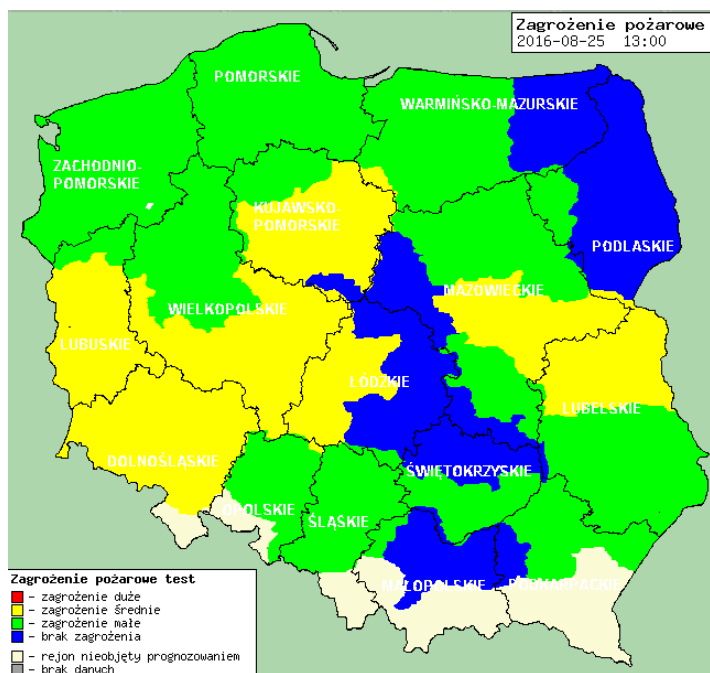 Zagrożenie pożarowe
2016-08-25 13:00
POMORSKIE
WARMIŃSKO-MAZURSKIE
ZACHODNIO-
POMORSKIE
KUJAWSKO-
POMORSKIE
PODLASKIE
MAZOWIECKIE
WIELKOPOLSKIE
LUBUSKIE
ŁÓDZKIE
LUBELSKIE
DOLNOŚLĄSKIE
ŚWIĘTOKRZYSKIE
OPOLSKIE
ŚLĄSKIE
MAŁOPOLSKIE
PODKARPACKIE
Zagrożenie pożarowe test
- zagrożenie duże
- zagrożenie średnie
- zagrożenie małe
- brak zagrożenia
- rejon nieobjęty prognozowaniem
- brak danych